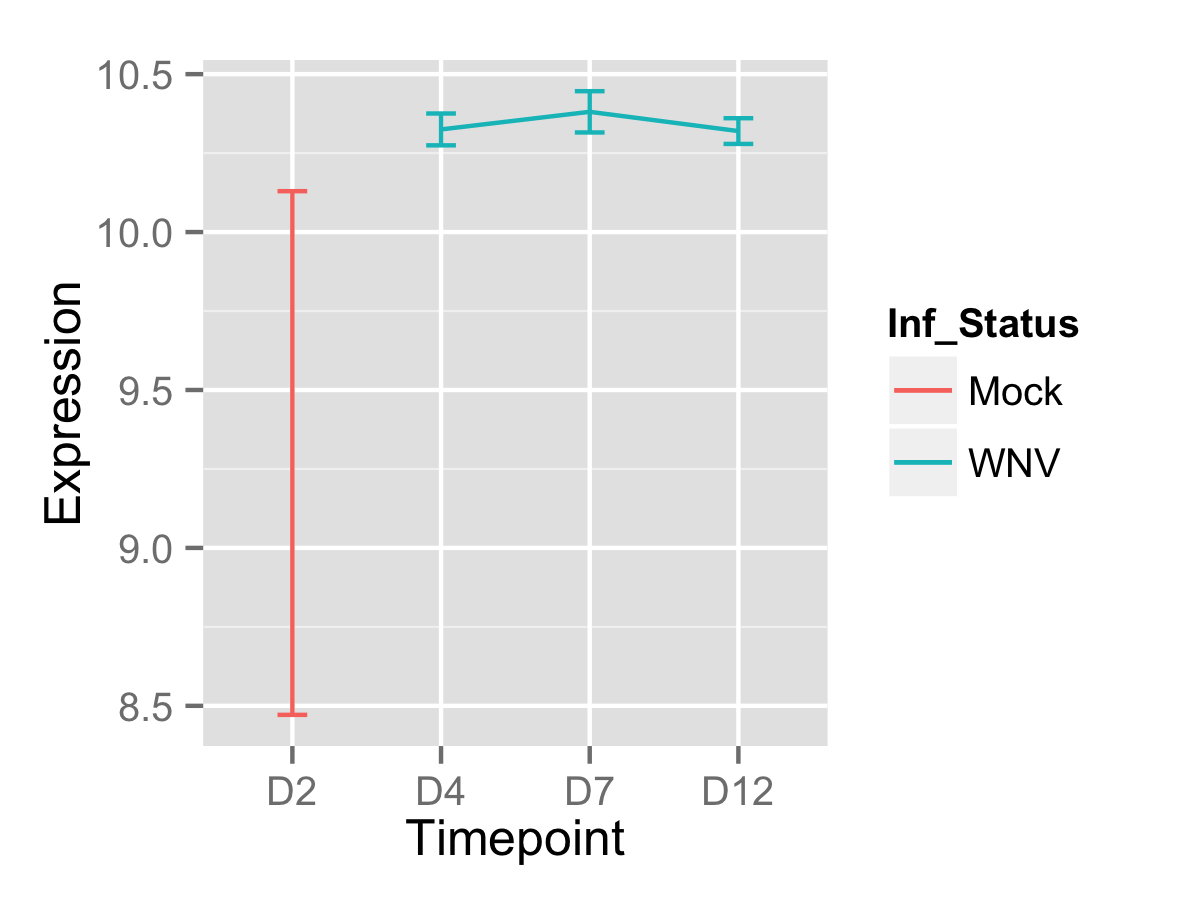 10.5
10.0
9.5
9.0
8.5
Expression
D2 D4 D7 D12
Timepoint
Inf_Status
Mock
WNV